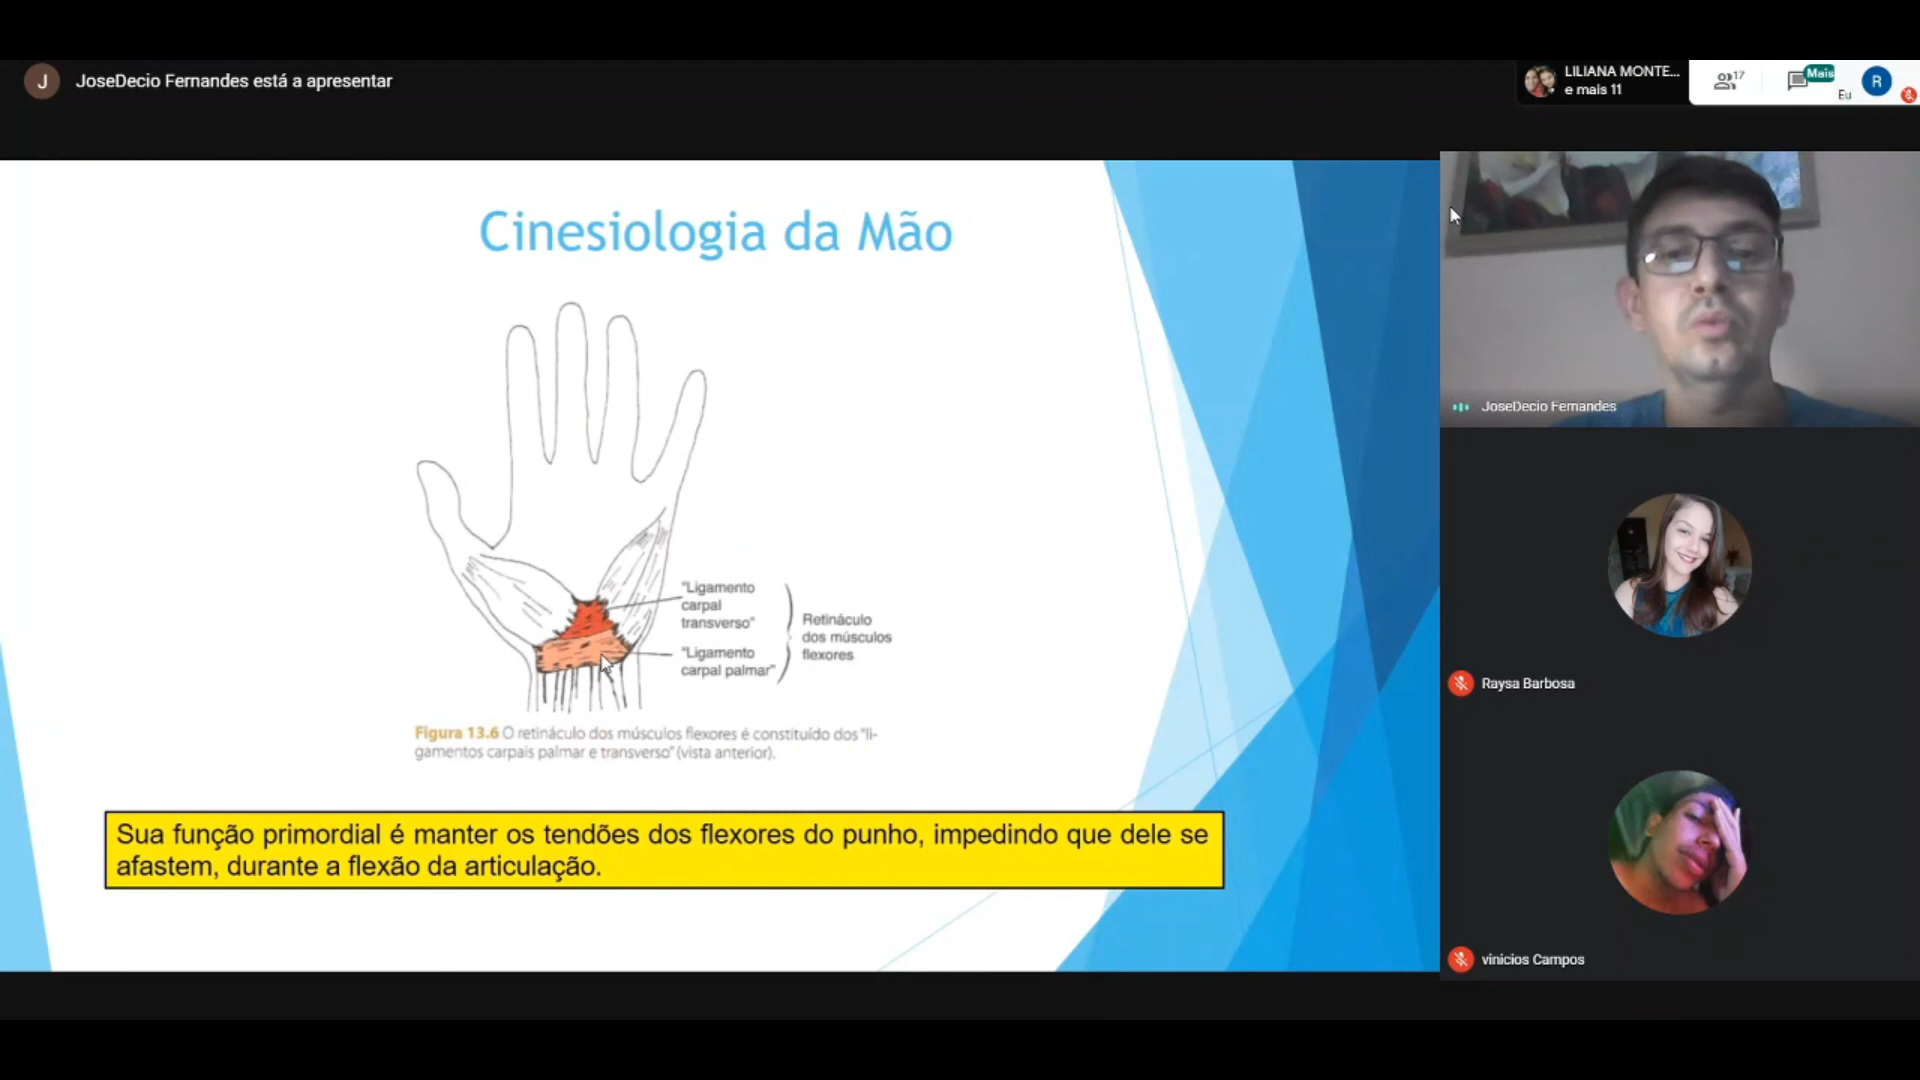 J
JoseDecio Fernandes está a apresentar
LILIANA MONTE...
e mais 11
17
Mais
Eu
R
Cinesiologia da Mão
"Ligamento
carpal
transverso"
"Ligamento
carpal palmar"
Retináculo
dos músculos
flexores
Figura 13.6 O retináculo dos músculos flexores é constituído dos "li-
gamentos carpais palmar e transverso" (vista anterior).
Sua função primordial é manter os tendões dos flexores do punho, impedindo que dele se
afastem, durante a flexão da articulação.
JoseDecio Fernandes
Raysa Barbosa
vinicios Campos